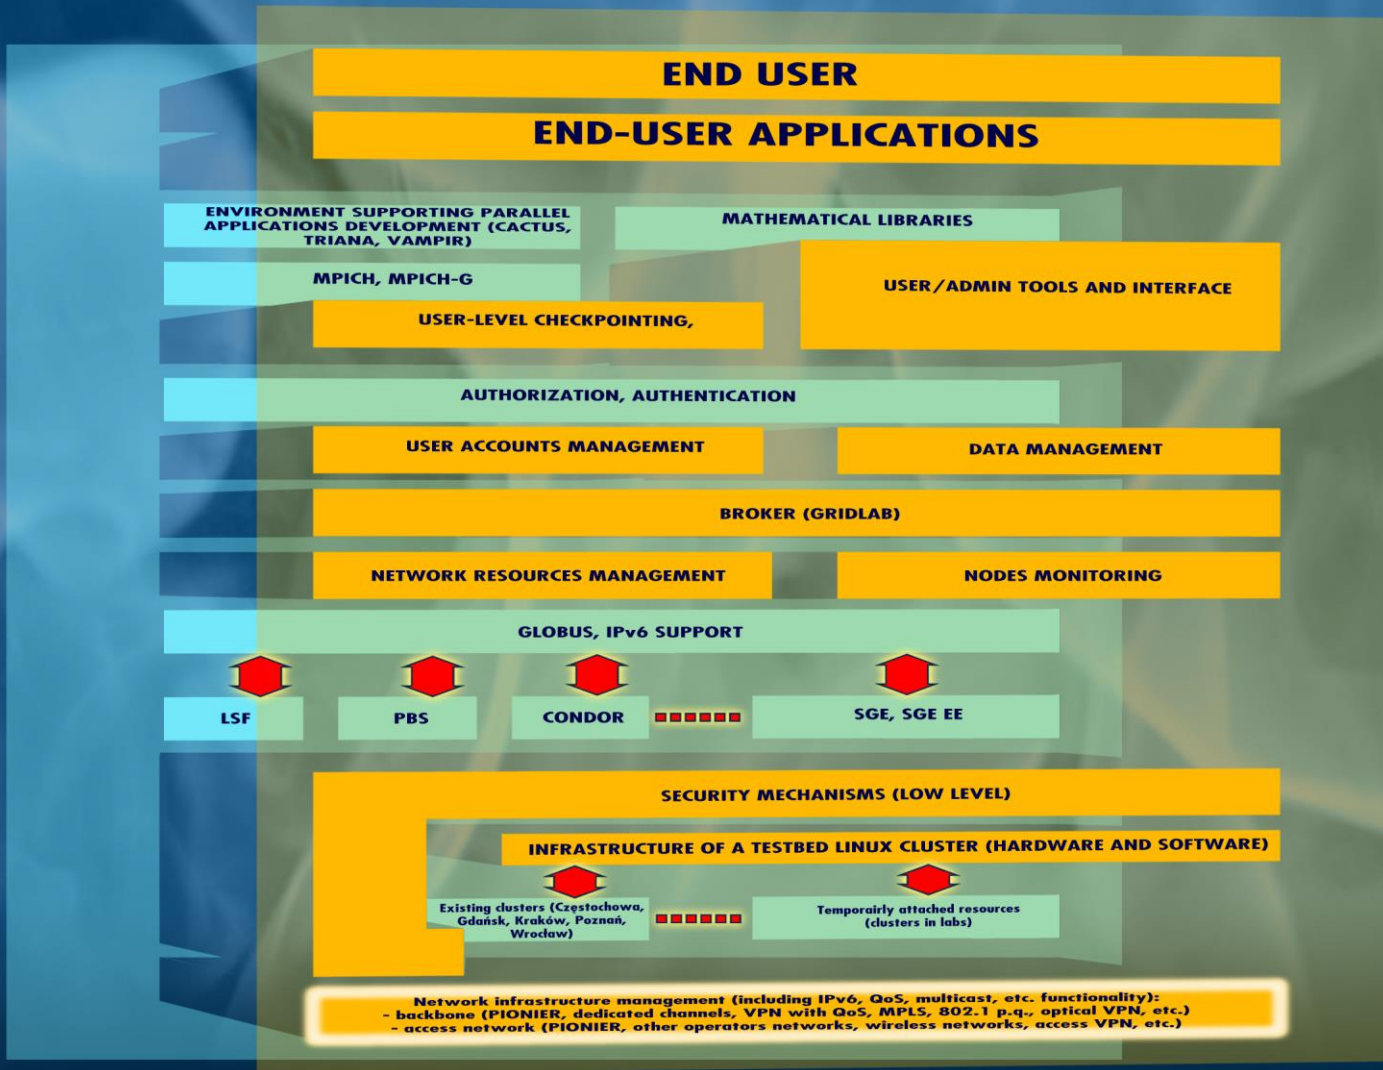 END USER
END-USER APPLICATIONS
ENVIRONMENT SUPPORTING PARALLEL
APPLICATIONS DEVELOPMENT (CACTUS,
TRIANA, VAMPIR)
MATHEMATICAL LIBRARIES
MPICH, MPICH-G
USER/ADMIN TOOLS AND INTERFACE
USER-LEVEL CHECKPOINTING,
AUTHORIZATION, AUTHENTICATION
USER ACCOUNTS MANAGEMENT
DATA MANAGEMENT
BROKER (GRIDLAB)
NETWORK RESOURCES MANAGEMENT
NODES MONITORING
GLOBUS, IPv6 SUPPORT
LSF
PBS
CONDOR
SGE, SGE EE
SECURITY MECHANISMS (LOW LEVEL)
INFRASTRUCTURE OF A TESTBED LINUX CLUSTER (HARDWARE AND SOFTWARE)
Existing clusters (Częstochowa,
Gdańsk, Kraków, Poznań,
Wrocław)
Temporairly attached resources
(clusters in labs)
Network infrastructure management (including IPv6, QoS, multicast, etc. functionality):
- backbone (PIONIER, dedicated channels, VPN with QoS, MPLS, 802.1 p.q., optical VPN, etc.)
- access network (PIONIER, other operators networks, wireless networks, access VPN, etc.)